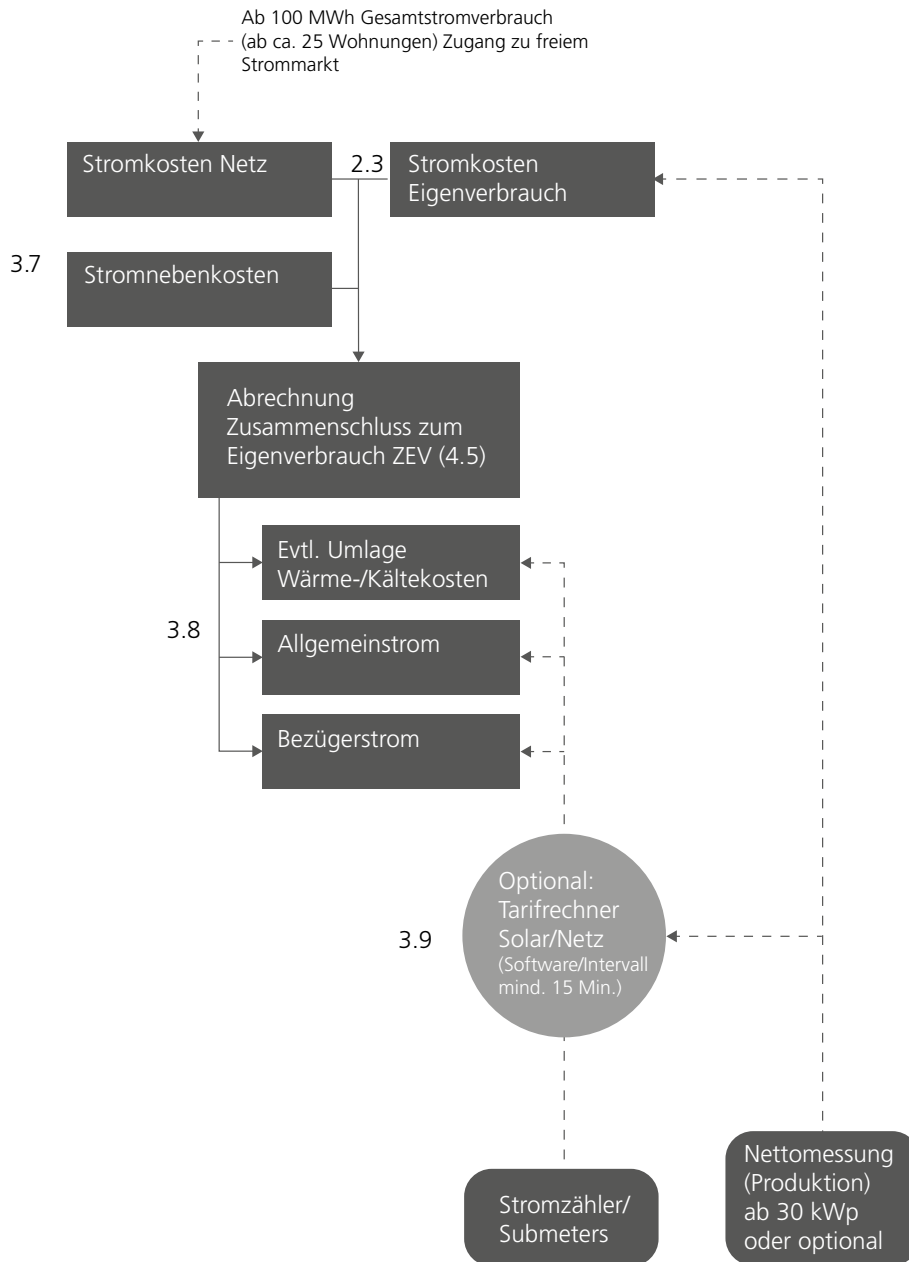 Ab 100 MWh Gesamtstromverbrauch
(ab ca. 25 Wohnungen) Zugang zu freiem
Strommarkt
Stromkosten Netz
2.3
Stromkosten
Eigenverbrauch
3.7
Stromnebenkosten
Abrechnung
Zusammenschluss zum
Eigenverbrauch ZEV (4.5)
Evtl. Umlage
Wärme-/Kältekosten
3.8
Allgemeinstrom
Bezügerstrom
Optional:
Tarifrechner
Solar/Netz
(Software/Intervall
mind. 15 Min.)
3.9
Stromzähler/
Submeters
Nettomessung
(Produktion)
ab 30 kWp
oder optional